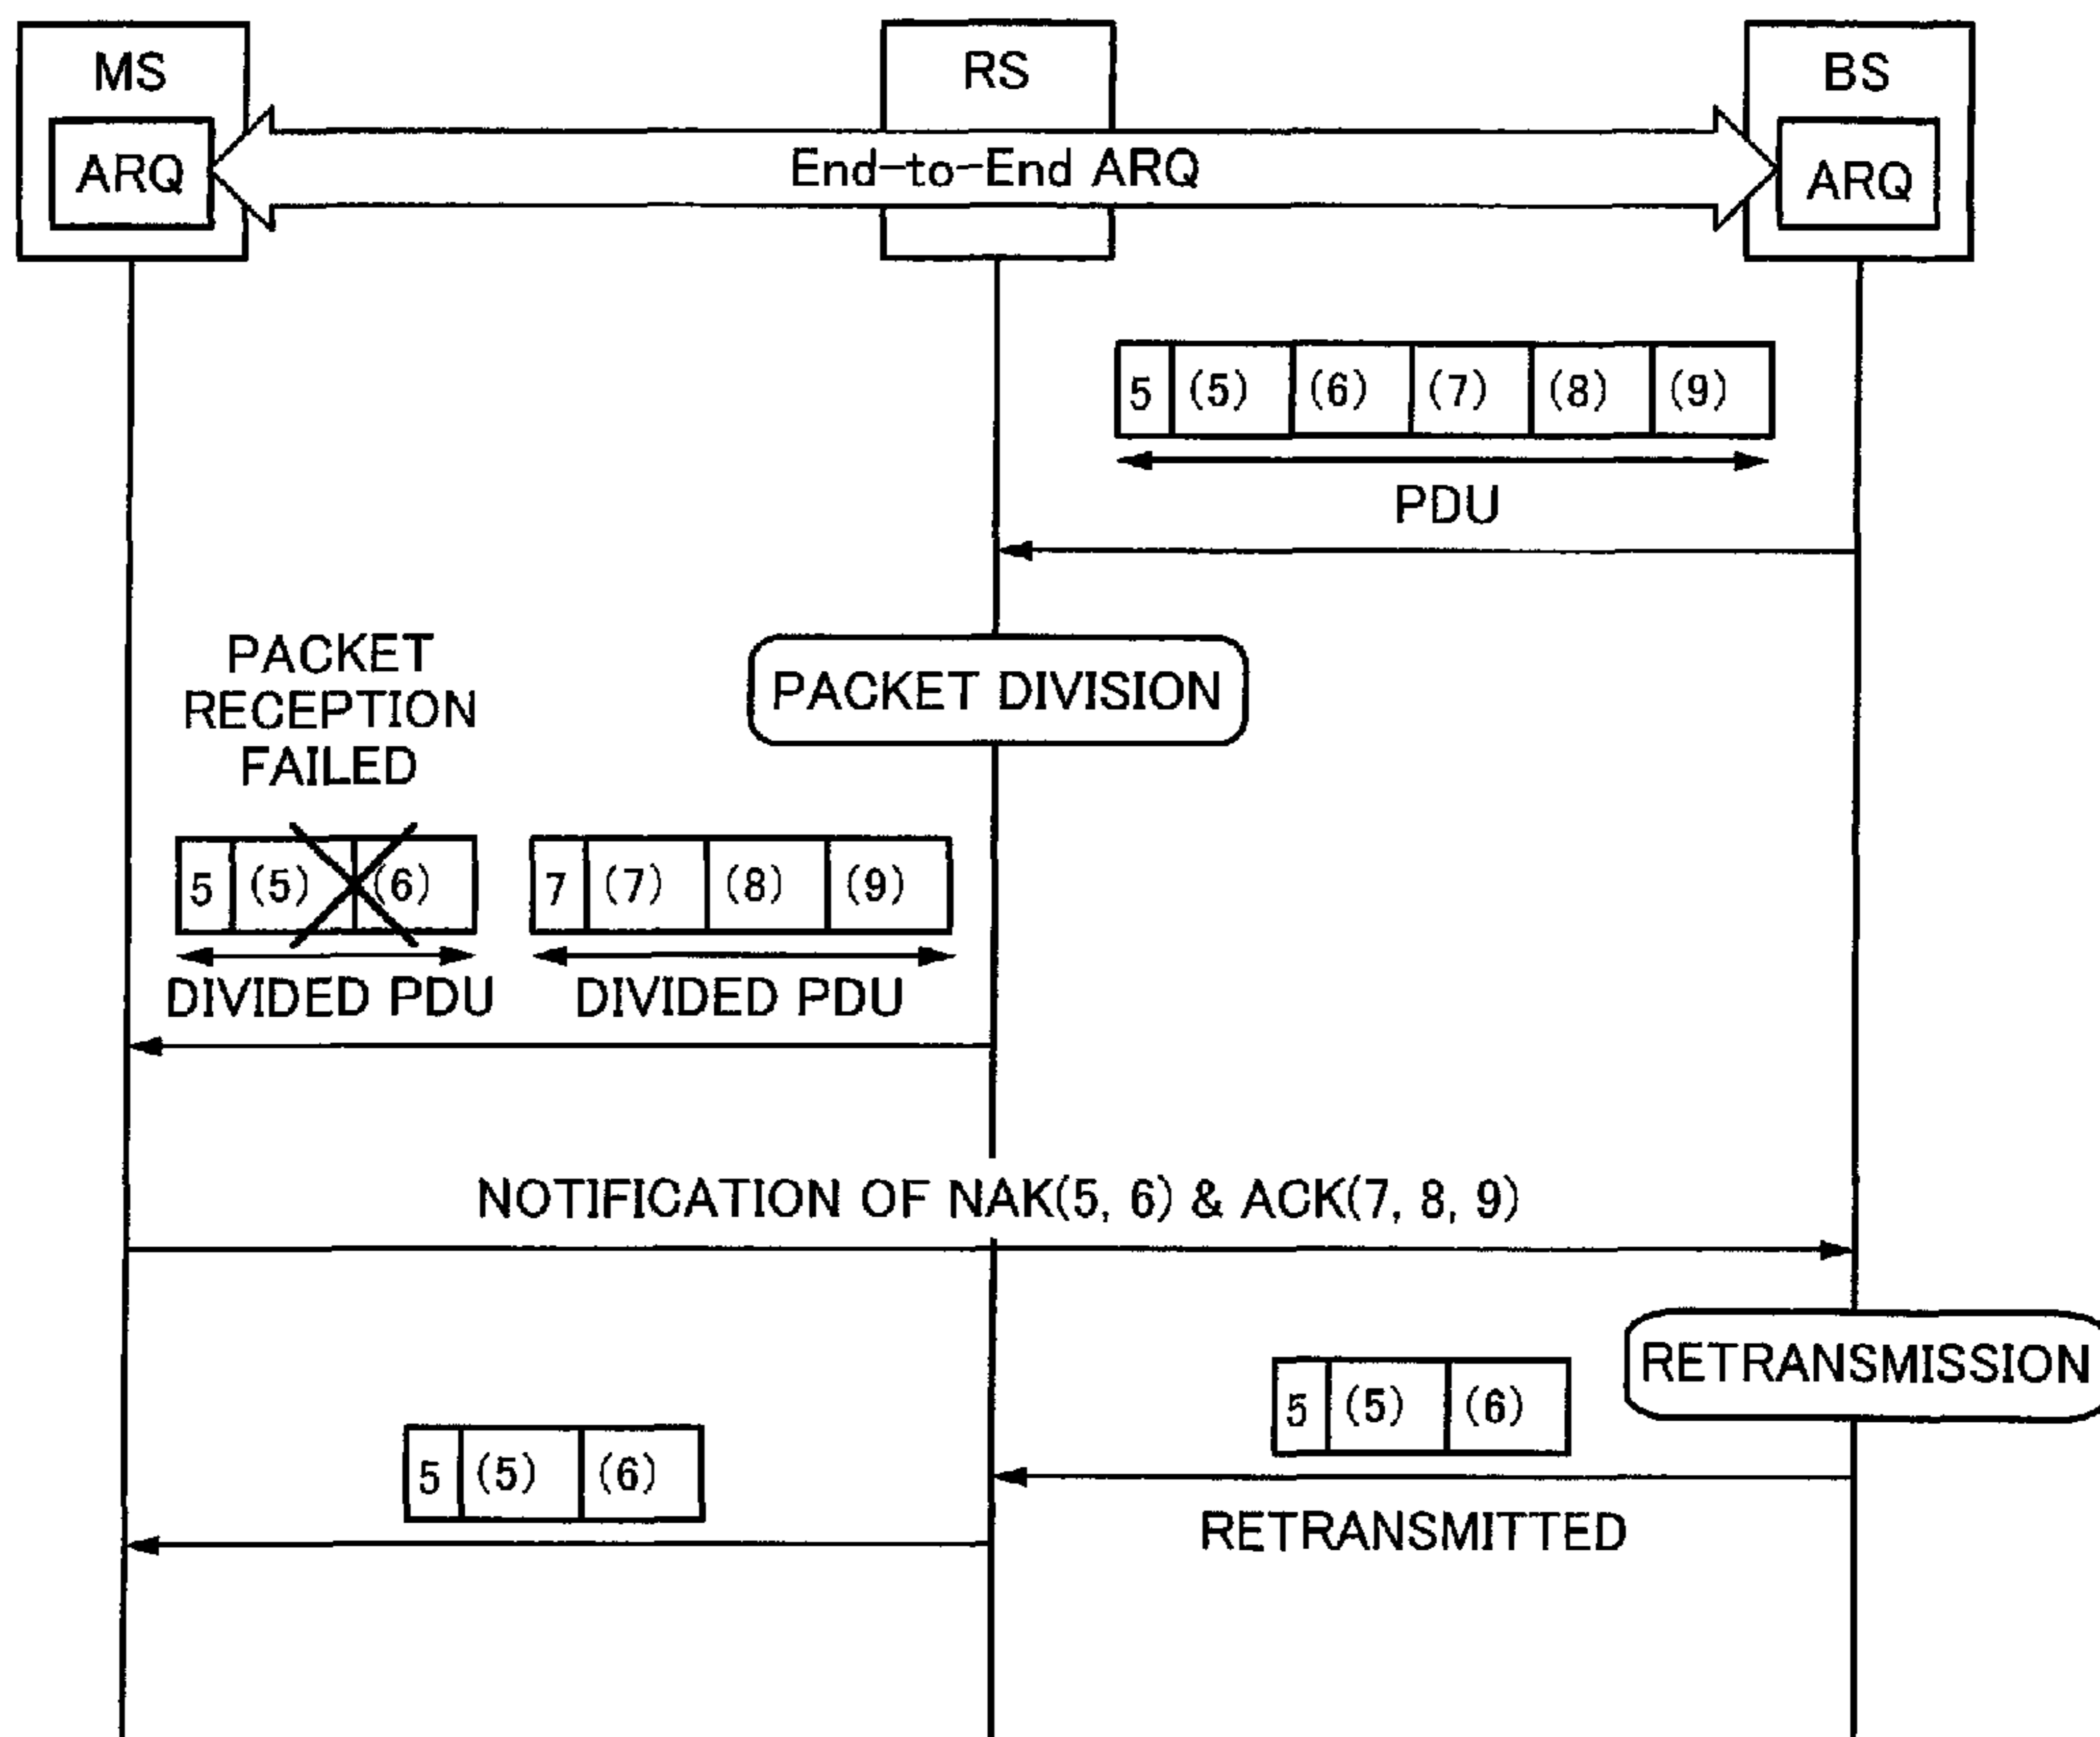 MS
RS
BS
ARQ
End-to-End ARQ
ARQ
5 (5) (6) (7) (8) (9)
PDU
PACKET
RECEPTION
FAILED
PACKET DIVISION
5 (5) (6)
7 (7) (8) (9)
DIVIDED PDU
DIVIDED PDU
NOTIFICATION OF NAK(5, 6) & ACK(7, 8, 9)
RETRANSMISSION
5 (5) (6)
5 (5) (6)
RETRANSMITTED